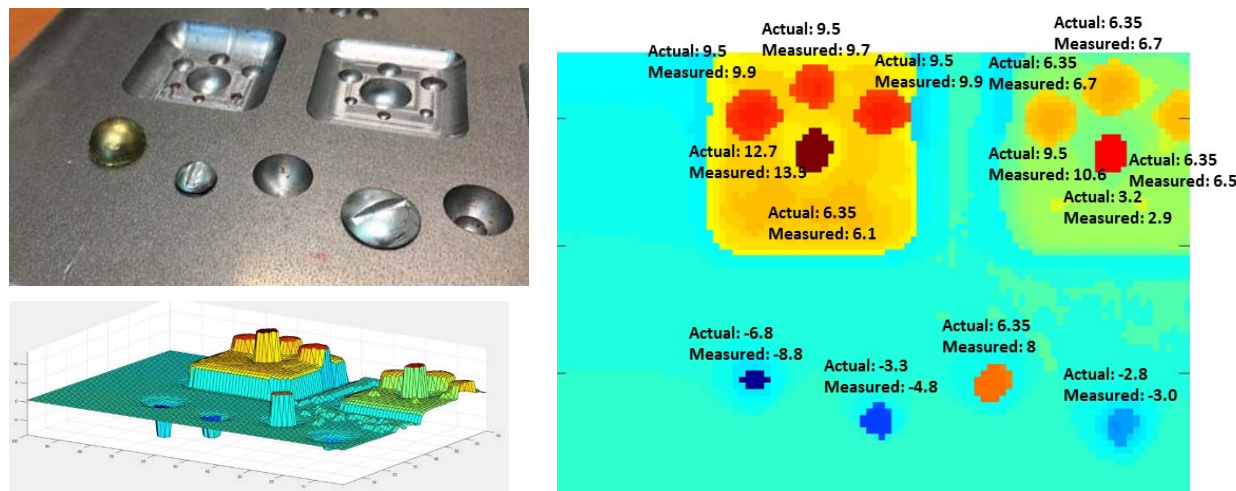 Actual: 9.5
Measured: 9.9
Actual: 9.5
Measured: 9.7
Actual: 9.5
Measured: 9.9
Actual: 6.35
Measured: 6.7
Actual: 6.35
Measured: 6.7
Actual: 12.7
Measured: 13.5
Actual: 9.5
Measured: 10.6
Actual: 6.35
Measured: 6.5
Actual: 3.2
Measured: 2.9
Actual: 6.35
Measured: 6.1
Actual: -6.8
Measured: -8.8
Actual: -3.3
Measured: -4.8
Actual: 6.35
Measured: 8
Actual: -2.8
Measured: -3.0